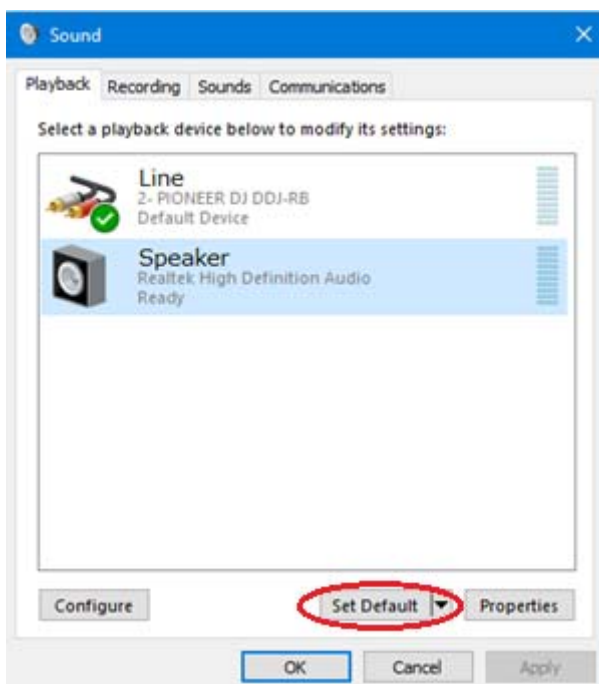 Sound
Playback Recording Sounds Communications
Select a playback device below to modify its settings:
Line
2- PIONEER DJ DDJ-RB
Default Device
Speaker
Realtek High Definition Audio
Ready
Configure Set Default Properties
OK Cancel Apply